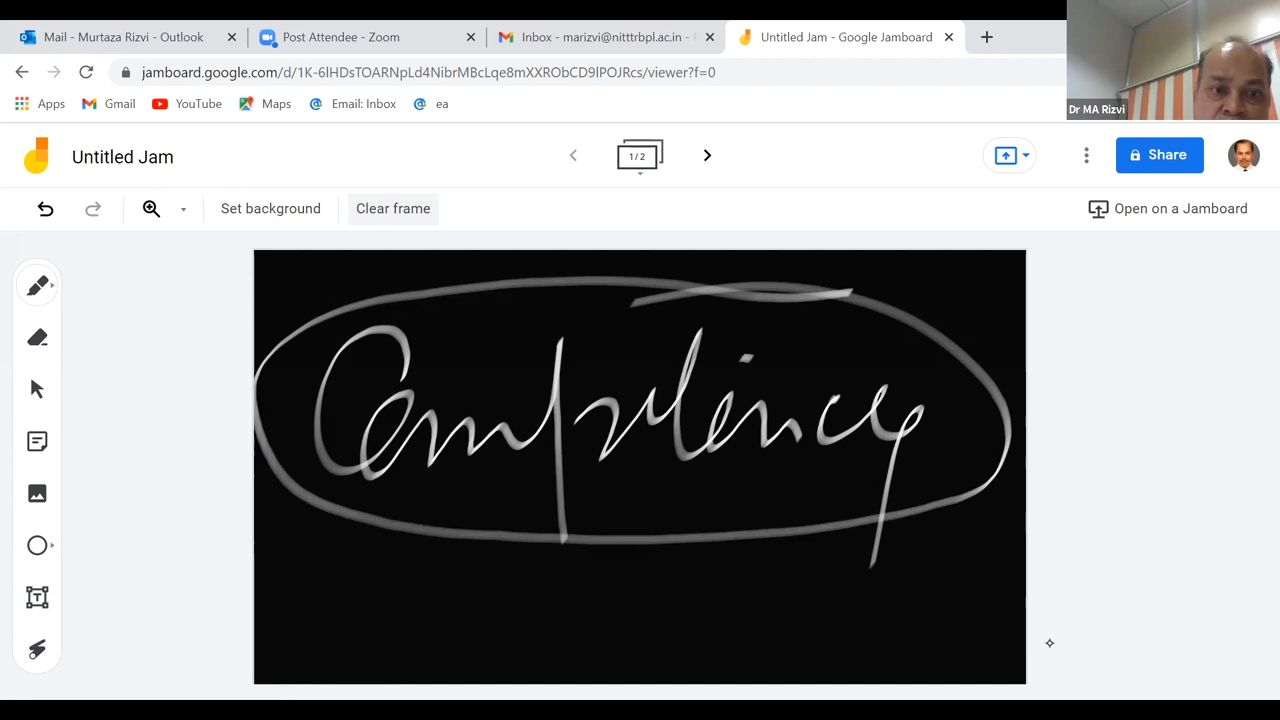 Mail - Murtaza Rizvi - Outlook
Post Attendee - Zoom
Inbox - marizvi@nitttrbpl.ac.in -
Untitled Jam - Google Jamboard
jamboard.google.com/d/1K-6lHDsTOARNpLd4NibrMBcLqe8mXXRObCD9lPOJRcs/viewer?f=0
Apps
Gmail
YouTube
Maps
Email: Inbox
ea
Dr MA Rizvi
Untitled Jam
1/2
Share
Set background
Clear frame
Open on a Jamboard
Competency